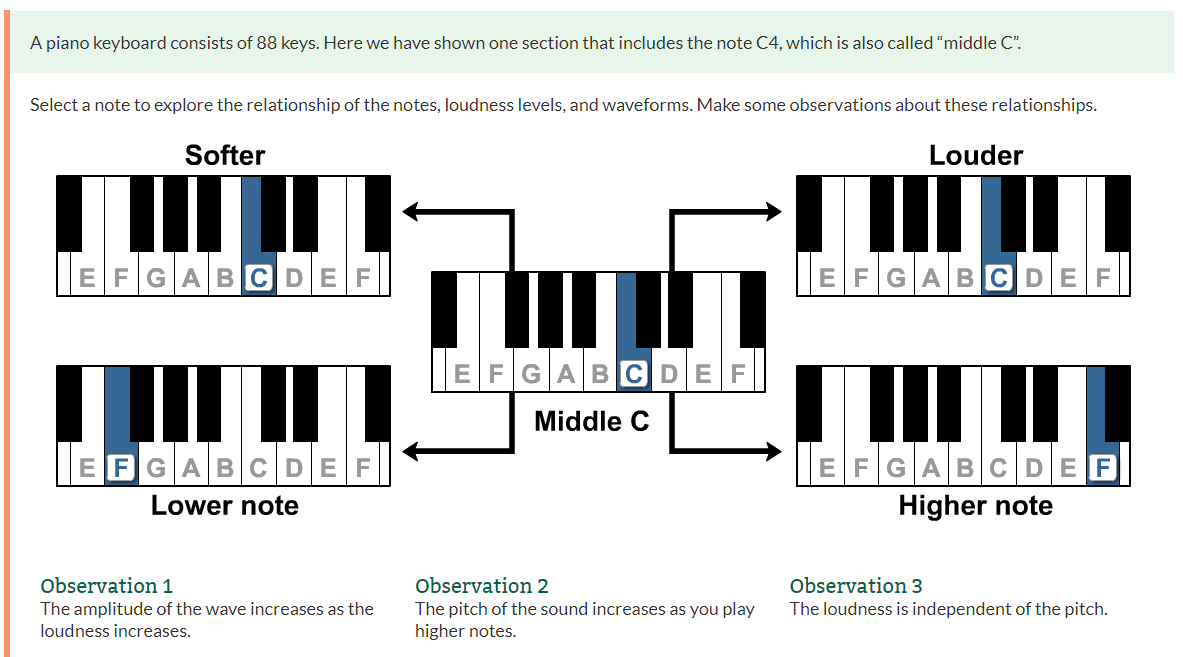 A piano keyboard consists of 88 keys. Here we have shown one section that includes the note C4, which is also called “middle C”.
Select a note to explore the relationship of the notes, loudness levels, and waveforms. Make some observations about these relationships.
Softer
E F G A B C D E F
Louder
E F G A B C D E F
E F G A B C D E F
Middle C
E F G A B C D E F
Lower note
E F G A B C D E F
Higher note
Observation 1
The amplitude of the wave increases as the
loudness increases.
Observation 2
The pitch of the sound increases as you play
higher notes.
Observation 3
The loudness is independent of the pitch.